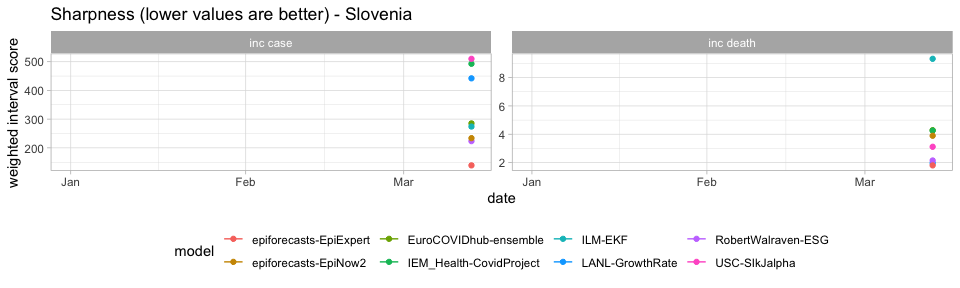 Sharpness (lower values are better) - Slovenia
inc case
inc death
weighted interval score
500
400
300
200
8
6
4
2
Jan
Feb
Mar
Jan
Feb
Mar
date
model
epiforecasts-EpiExpert
EuroCOVIDhub-ensemble
ILM-EKF
RobertWalraven-ESG
epiforecasts-EpiNow2
IEM_Health-CovidProject
LANL-GrowthRate
USC-SIkJalpha